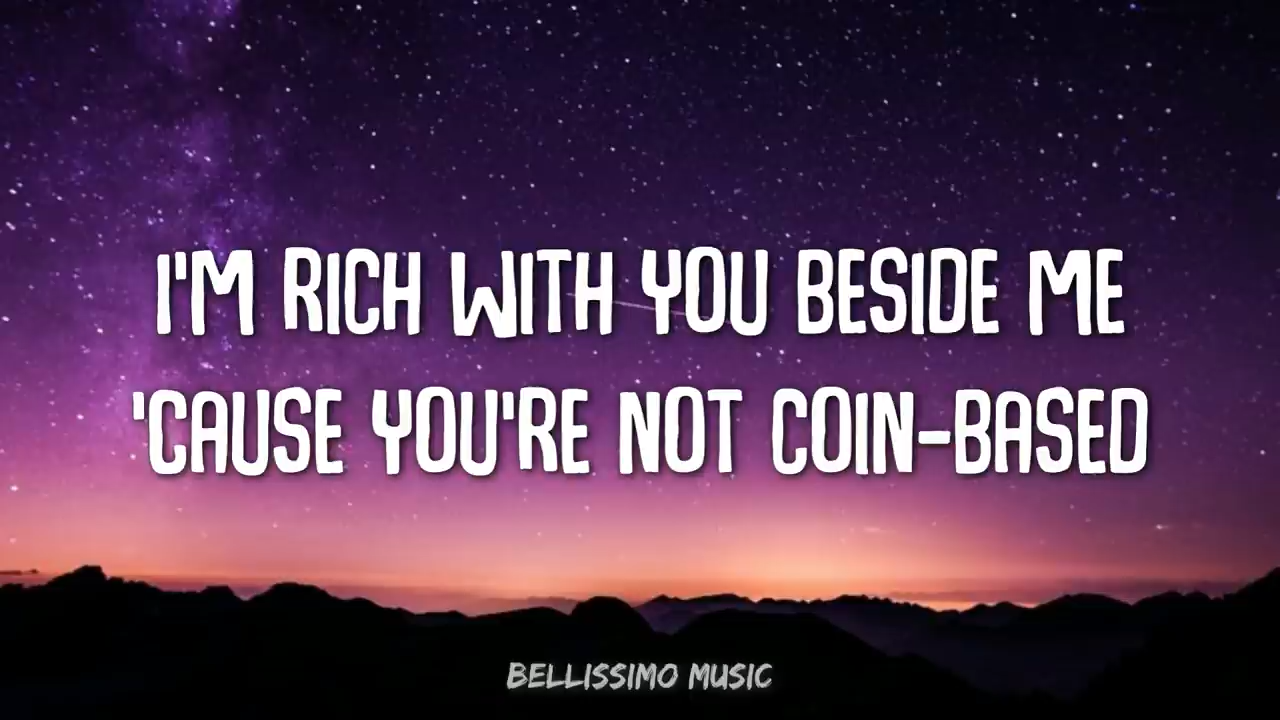 I'M RICH WITH YOU BESIDE ME
'CAUSE YOU'RE NOT COIN-BASED
BELLISSIMO MUSIC